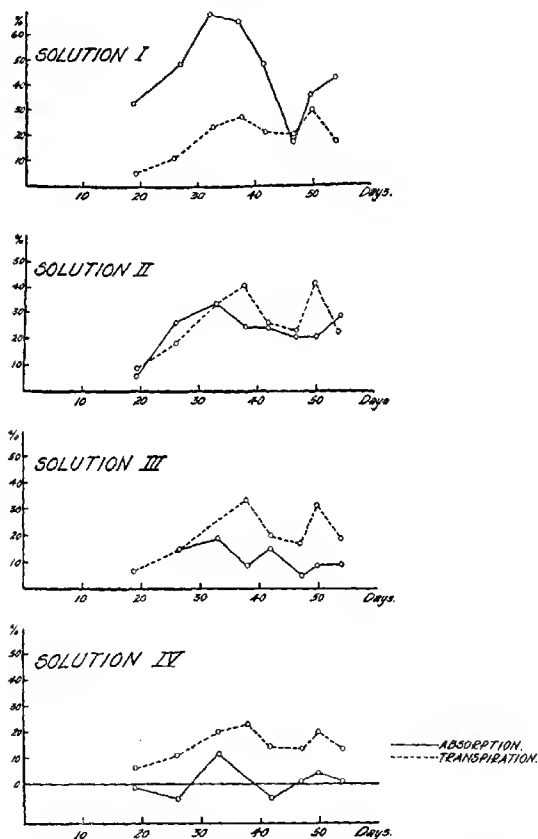 %
60
SOLUTION I
50
40
30
20
10
10 20 30 40 50 Days.
%
50
SOLUTION II
40
30
20
10
10 20 30 40 50 Days
%
50
SOLUTION III
40
30
20
10
10 20 30 40 50 Days.
%
50
SOLUTION IV
40
30
20
10
ABSORPTION.
TRANSPIRATION.
0
10 20 30 40 50 Days.